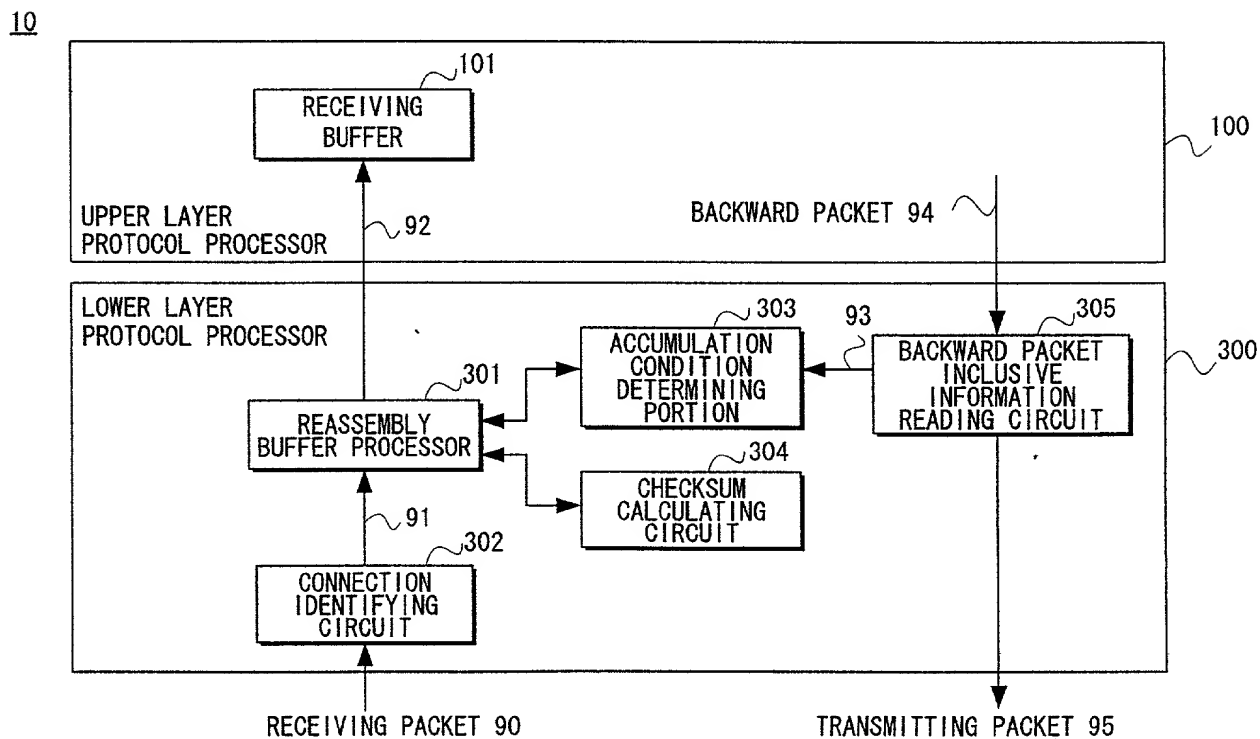 10
101
RECEIVING
BUFFER
100
UPPER LAYER
PROTOCOL PROCESSOR
92
BACKWARD PACKET 94
LOWER LAYER
PROTOCOL PROCESSOR
303
ACCUMULATION
CONDITION
DETERMINING
PORTION
93
305
BACKWARD PACKET
INCLUSIVE
INFORMATION
READING CIRCUIT
300
301
REASSEMBLY
BUFFER PROCESSOR
304
CHECKSUM
CALCULATING
CIRCUIT
91
302
CONNECTION
IDENTIFYING
CIRCUIT
RECEIVING PACKET 90
TRANSMITTING PACKET 95